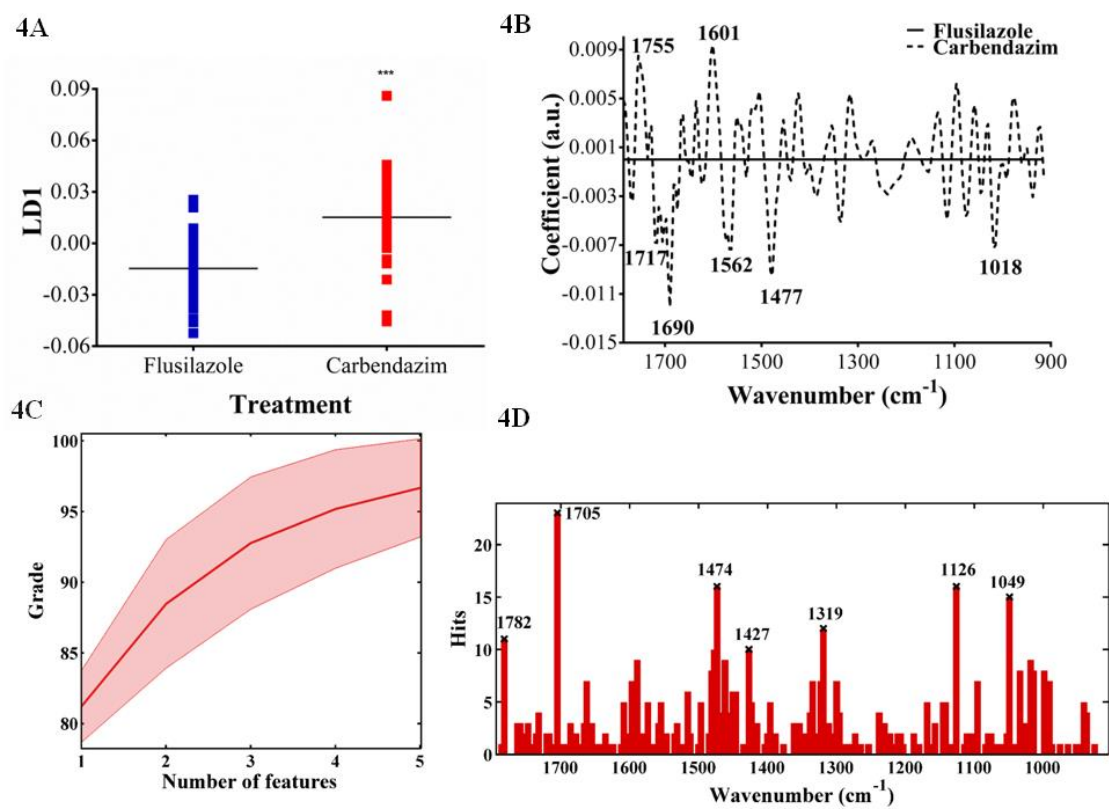 4A
***
0.09
0.06
0.03
0.00
-0.03
-0.06
LD1
Flusilazole
Carbendazim
Treatment
4B
Flusilazole
Carbendazim
0.009
0.005
0.001
-0.003
-0.007
-0.011
-0.015
Coefficient (a.u.)
1755
1601
1717
1690
1562
1477
1018
1700 1500 1300 1100 900
Wavenumber (cm-1)
4C
100
95
90
85
80
Grade
1 2 3 4 5
Number of features
4D
20
15
10
5
0
Hits
1782
1705
1474
1427
1319
1126
1049
1700 1600 1500 1400 1300 1200 1100 1000
Wavenumber (cm-1)